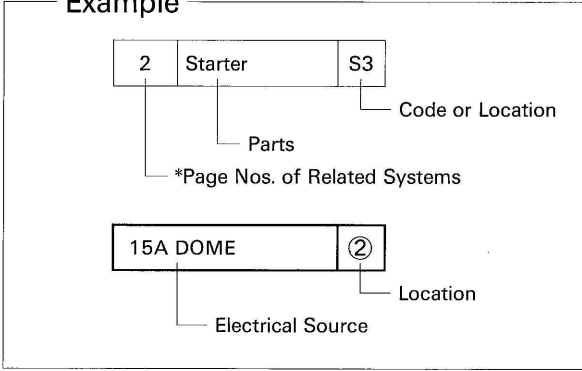 Example
2 Starter S3
Code or Location
Parts
*Page Nos. of Related Systems
15A DOME ②
Location
Electrical Source